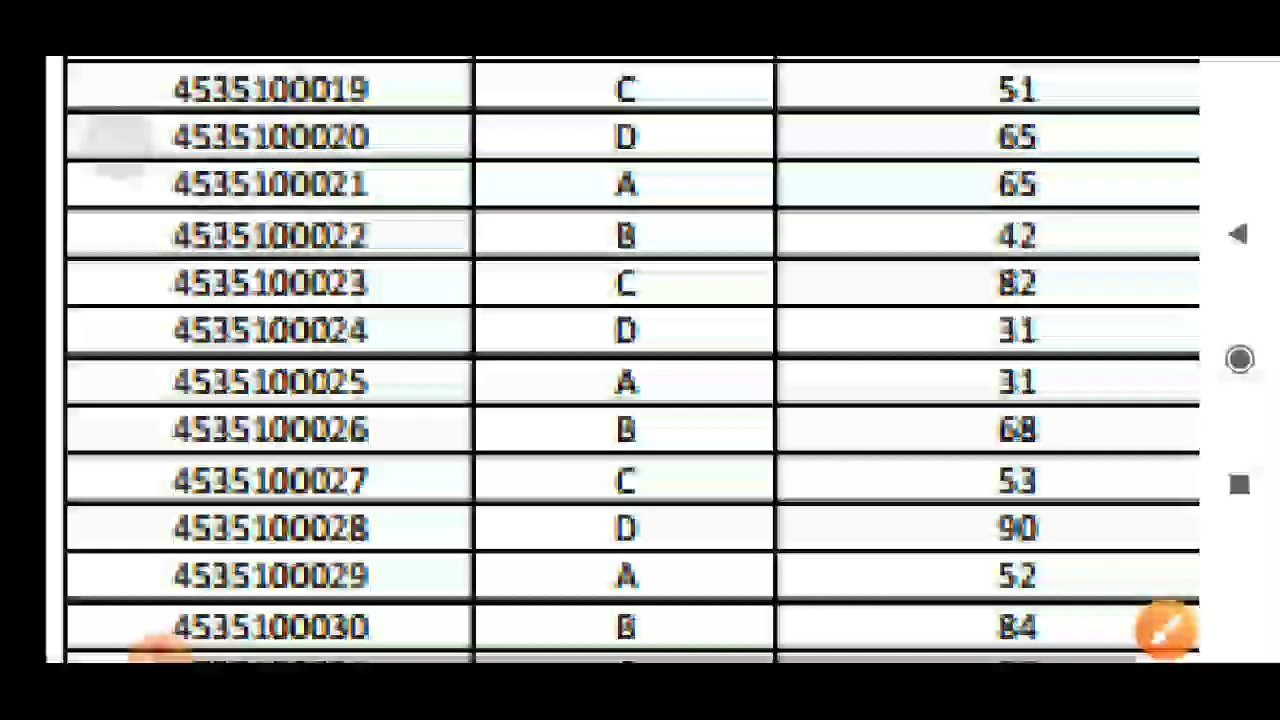 4535100019 C 51
4535100020 D 65
4535100021 A 65
4535100022 B 42
4535100023 C 82
4535100024 D 31
4535100025 A 31
4535100026 B 68
4535100027 C 53
4535100028 D 90
4535100029 A 52
4535100030 B 84